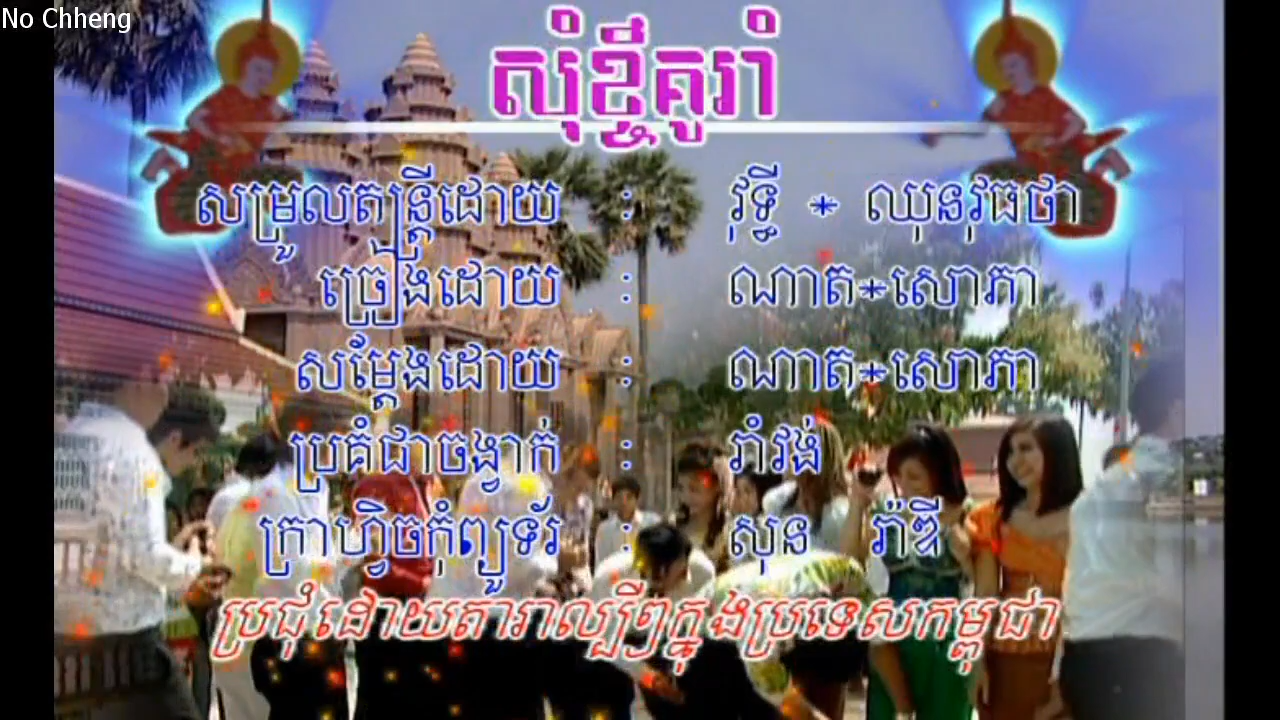 No Chheng
សុំខ្ចីគូរាំ
សម្រួលតន្ត្រីដោយ : វុទ្ធី * ឈុនវុធថា
ច្រៀងដោយ : ណាត*សោភា
សម្ដែងដោយ : ណាត*សោភា
ប្រគំជាចង្វាក់ : រាំវង់
ក្រាហ្វិចកុំព្យូទ័រ : សុន រ៉ាឌី
ប្រជុំដោយតារាល្បីៗក្នុងប្រទេសកម្ពុជា